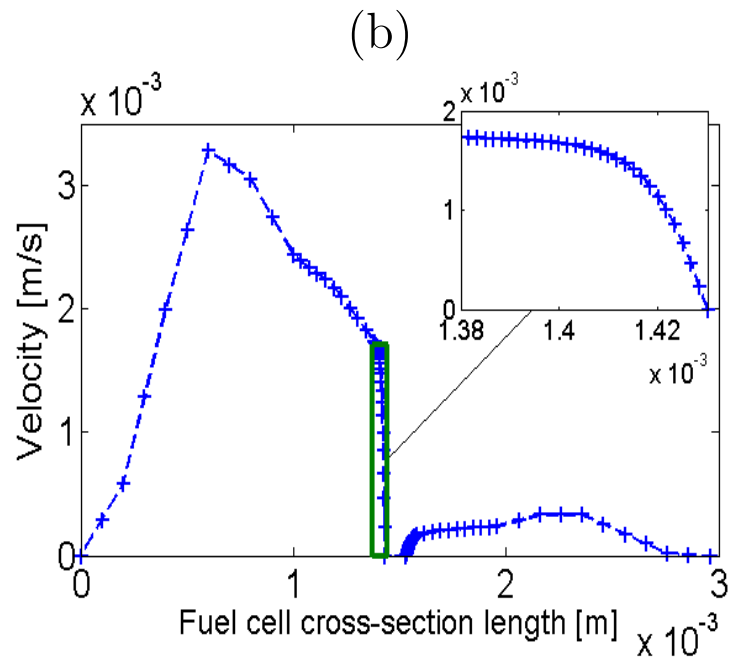 (b)
x 10-3
Velocity [m/s]
3
2
1
0
0 1 2 3
Fuel cell cross-section length [m]
x 10-3
x 10-3
2
1
0
1.38 1.4 1.42
x 10-3